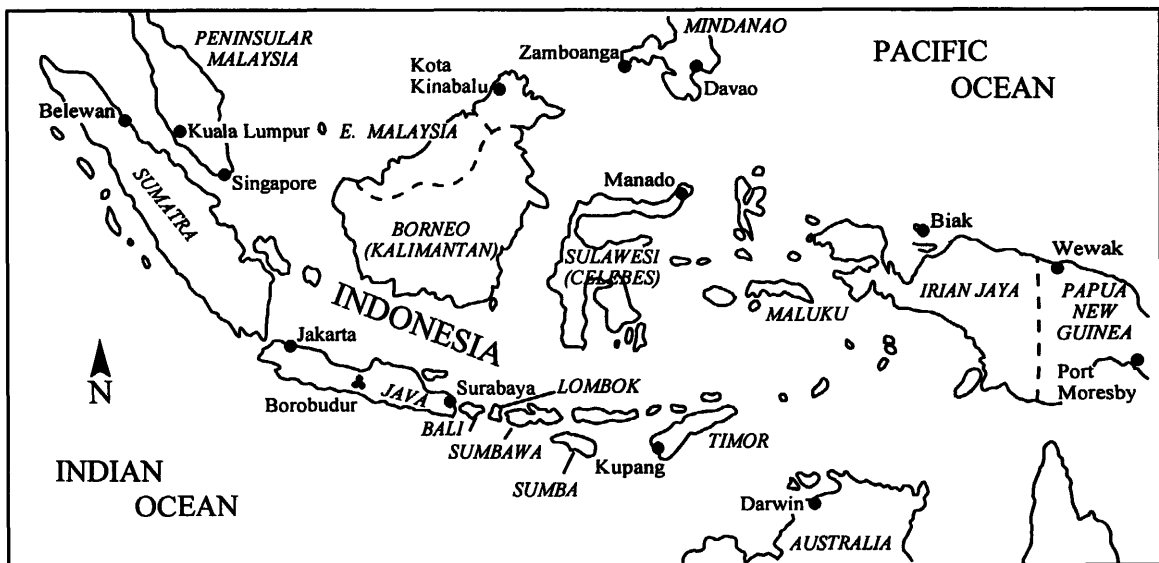 PENINSULAR
MALAYSIA
Belewan
Kuala Lumpur
Singapore
SUMATRA
Kota
Kinabalu
E. MALAYSIA
BORNEO
(KALIMANTAN)
Zamboanga
MINDANAO
Davao
PACIFIC
OCEAN
Manado
SULAWESI
(CELEBES)
MALUKU
Biak
Wewak
IRIAN JAYA
PAPUA
NEW
GUINEA
Port
Moresby
INDONESIA
N
Jakarta
Borobudur
JAVA
Surabaya
BALI
LOMBOK
SUMBAWA
SUMBA
Kupang
TIMOR
INDIAN
OCEAN
Darwin
AUSTRALIA